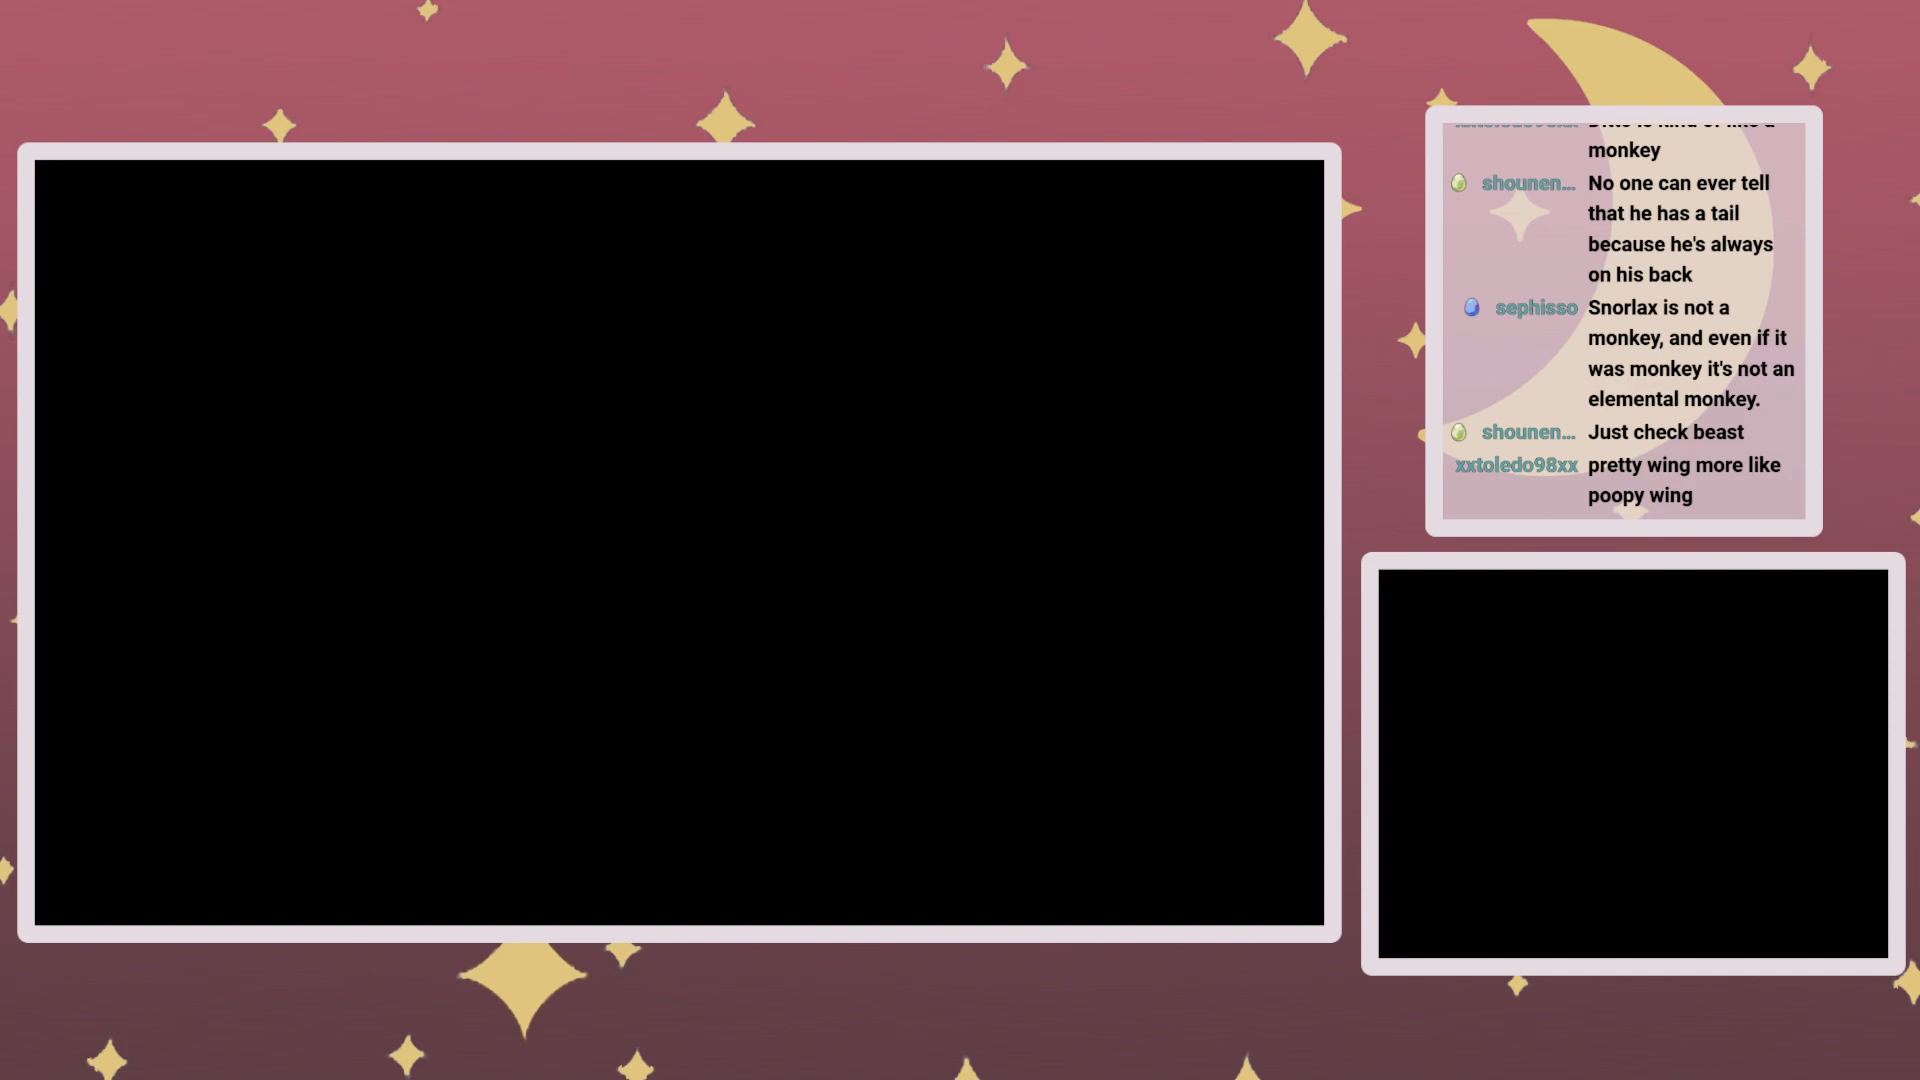 monkey
shounen... No one can ever tell
that he has a tail
because he's always
on his back
sephisso Snorlax is not a
monkey, and even if it
was monkey it's not an
elemental monkey.
shounen... Just check beast
xxtoledo98xx pretty wing more like
poopy wing